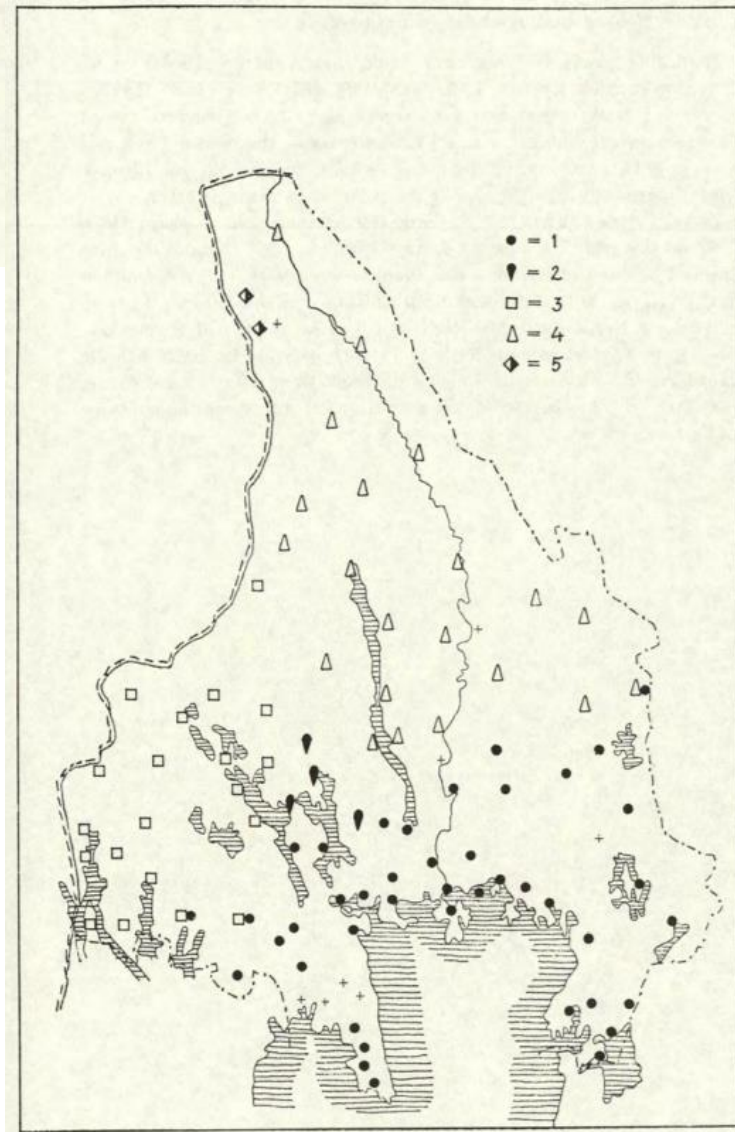 ● = 1
⧫ = 2
□ = 3
△ = 4
◈ = 5